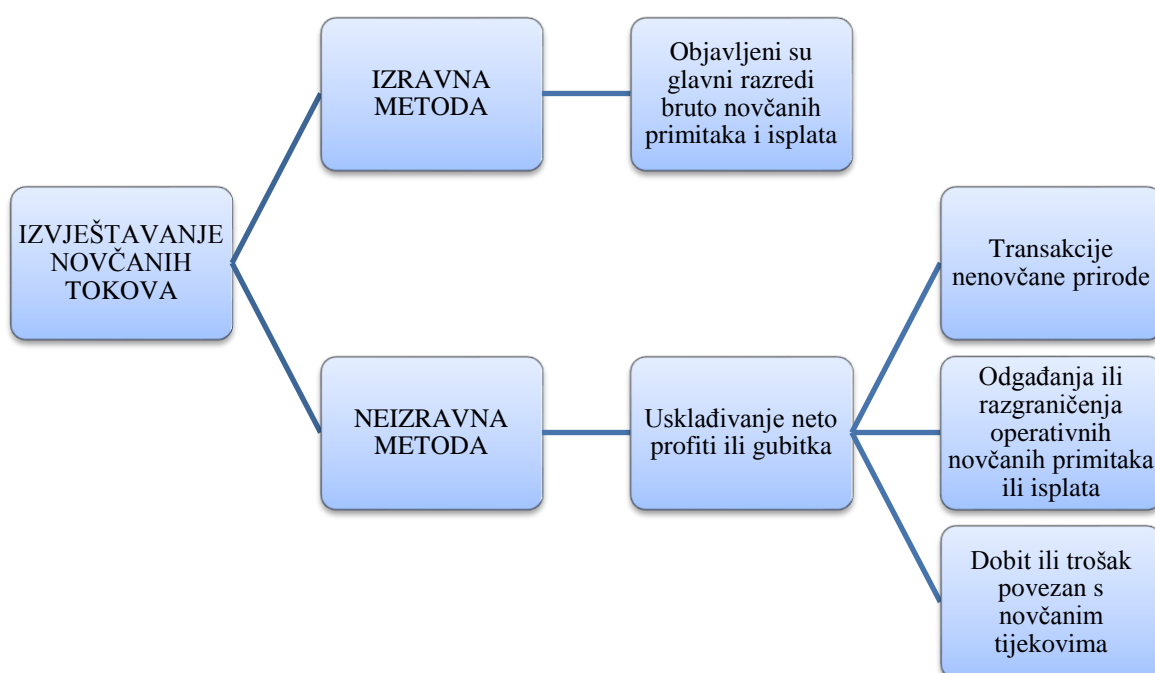 IZVJEŠTAVANJE
NOVČANIH
TOKOVA
IZRAVNA
METODA
Objavljeni su
glavni razredi
bruto novčanih
primitaka i isplata
NEIZRAVNA
METODA
Usklađivanje neto
profiti ili gubitka
Transakcije
nenovčane prirode
Odgađanja ili
razgraničenja
operativnih
novčanih primitaka
ili isplata
Dobit ili trošak
povezan s
novčanim
tijekovima